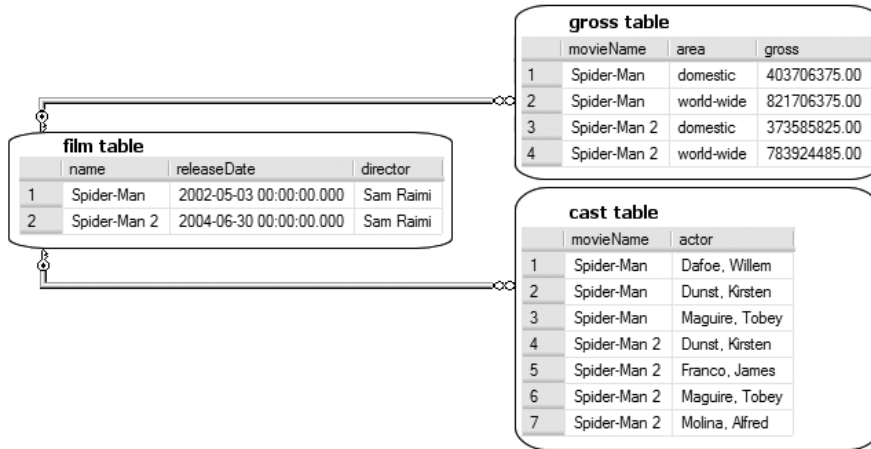 gross table
movieName area gross
1 Spider-Man domestic 403706375.00
2 Spider-Man world-wide 821706375.00
3 Spider-Man 2 domestic 373585825.00
4 Spider-Man 2 world-wide 783924485.00
film table
name releaseDate director
1 Spider-Man 2002-05-03 00:00:00.000 Sam Raimi
2 Spider-Man 2 2004-06-30 00:00:00.000 Sam Raimi
cast table
movieName actor
1 Spider-Man Dafoe, Willem
2 Spider-Man Dunst, Kirsten
3 Spider-Man Maguire, Tobey
4 Spider-Man 2 Dunst, Kirsten
5 Spider-Man 2 Franco, James
6 Spider-Man 2 Maguire, Tobey
7 Spider-Man 2 Molina, Alfred